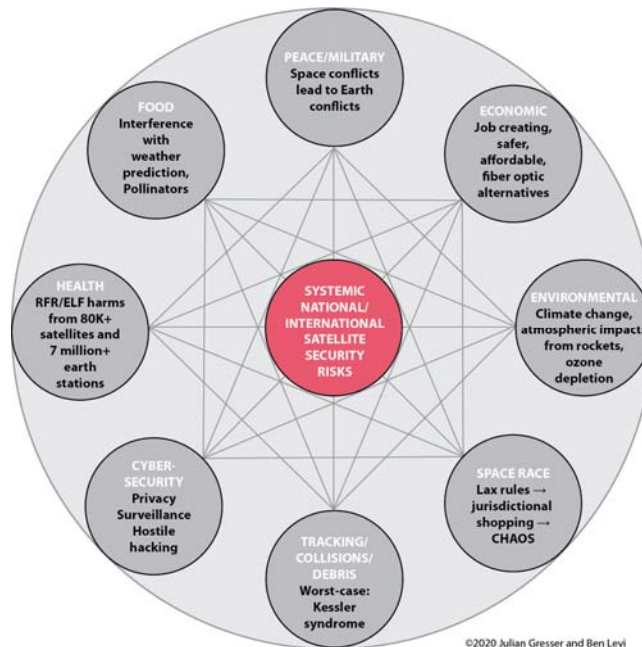 PEACE/MILITARY
Space conflicts
lead to Earth
conflicts
FOOD
Interference
with
weather
prediction,
Pollinators
ECONOMIC
Job creating,
safer,
affordable,
fiber optic
alternatives
HEALTH
RFR/ELF harms
from 80K+
satellites and
7 million+
earth
stations
SYSTEMIC
NATIONAL/
INTERNATIONAL
SATELLITE
SECURITY
RISKS
ENVIRONMENTAL
Climate change,
atmospheric impact
from rockets,
ozone
depletion
CYBER-
SECURITY
Privacy
Surveillance
Hostile
hacking
TRACKING/
COLLISIONS/
DEBRIS
Worst-case:
Kessler
syndrome
SPACE RACE
Lax rules →
jurisdictional
shopping →
CHAOS
©2020 Julian Gresser and Ben Levi